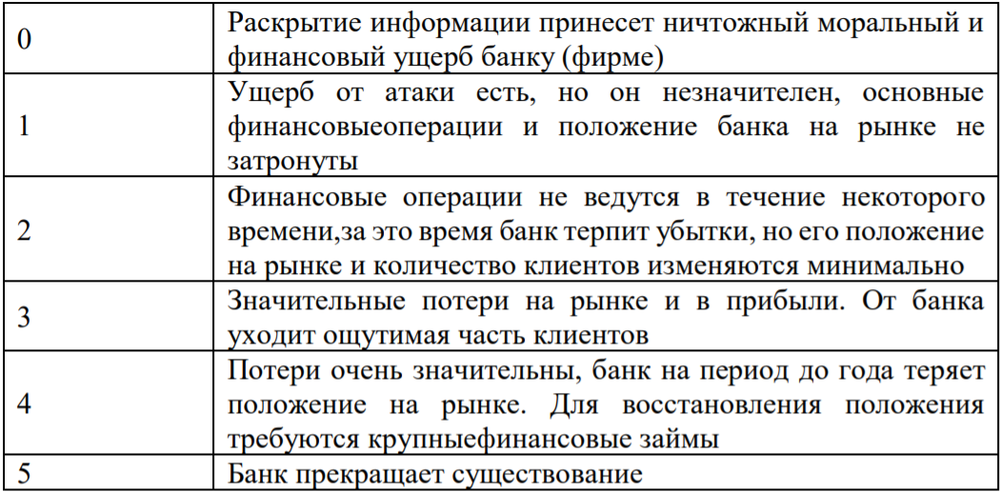 0
Раскрытие информации принесет ничтожный моральный и
финансовый ущерб банку (фирме)
1
Ущерб от атаки есть, но он незначителен, основные
финансовыеоперации и положение банка на рынке не
затронуты
2
Финансовые операции не ведутся в течение некоторого
времени,за это время банк терпит убытки, но его положение
на рынке и количество клиентов изменяются минимально
3
Значительные потери на рынке и в прибыли. От банка
уходит ощутимая часть клиентов
4
Потери очень значительны, банк на период до года теряет
положение на рынке. Для восстановления положения
требуются крупныефинансовые займы
5
Банк прекращает существование